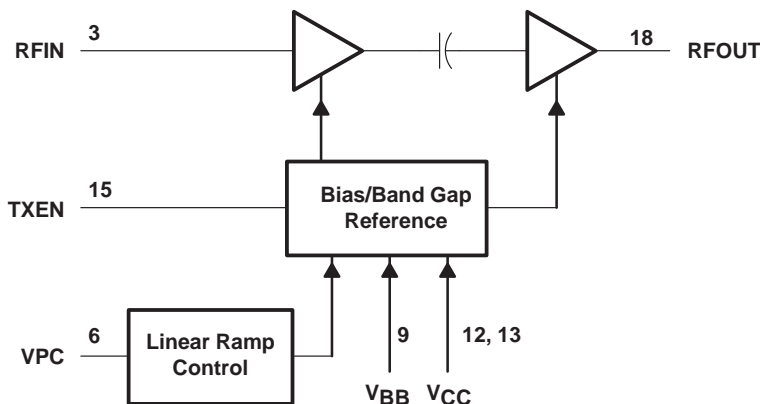 3
RFIN
18
RFOUT
15
TXEN
Bias/Band Gap
Reference
6
VPC
Linear Ramp
Control
9
12, 13
VBB
VCC